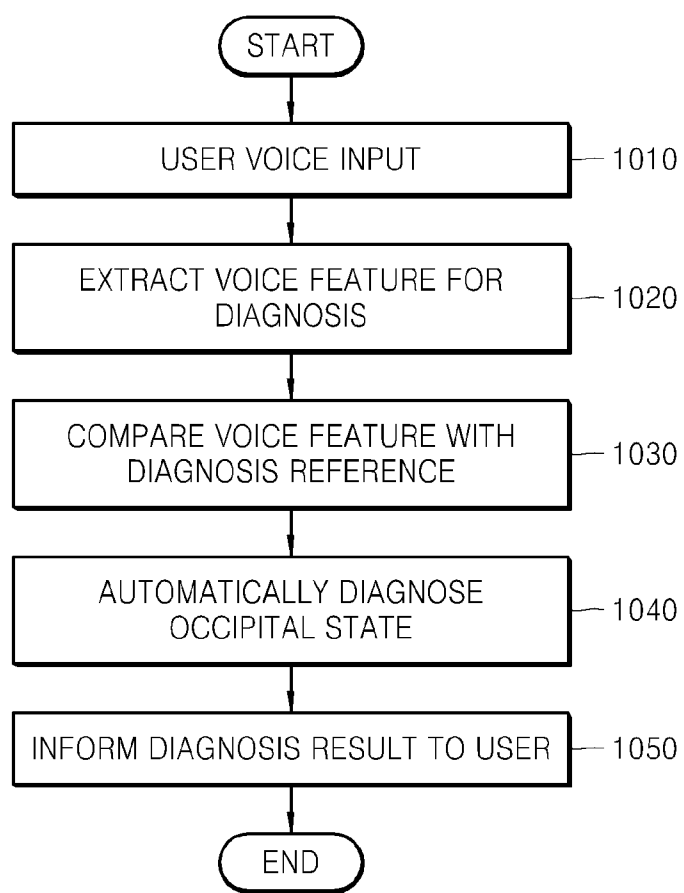 START
USER VOICE INPUT
1010
EXTRACT VOICE FEATURE FOR
DIAGNOSIS
1020
COMPARE VOICE FEATURE WITH
DIAGNOSIS REFERENCE
1030
AUTOMATICALLY DIAGNOSE
OCCIPITAL STATE
1040
INFORM DIAGNOSIS RESULT TO USER
1050
END